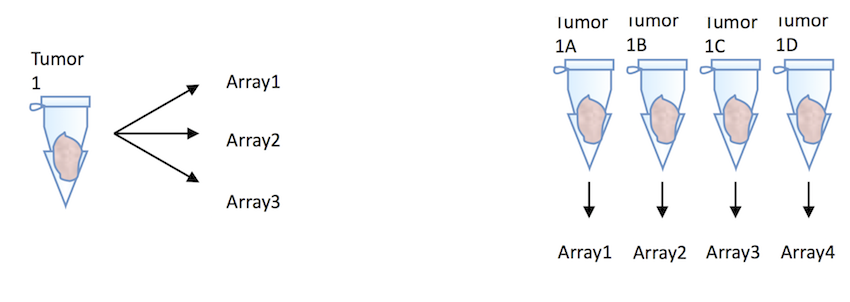 Tumor
1
Array1
Array2
Array3
Tumor
1A
Tumor
1B
Tumor
1C
Tumor
1D
Array1
Array2
Array3
Array4